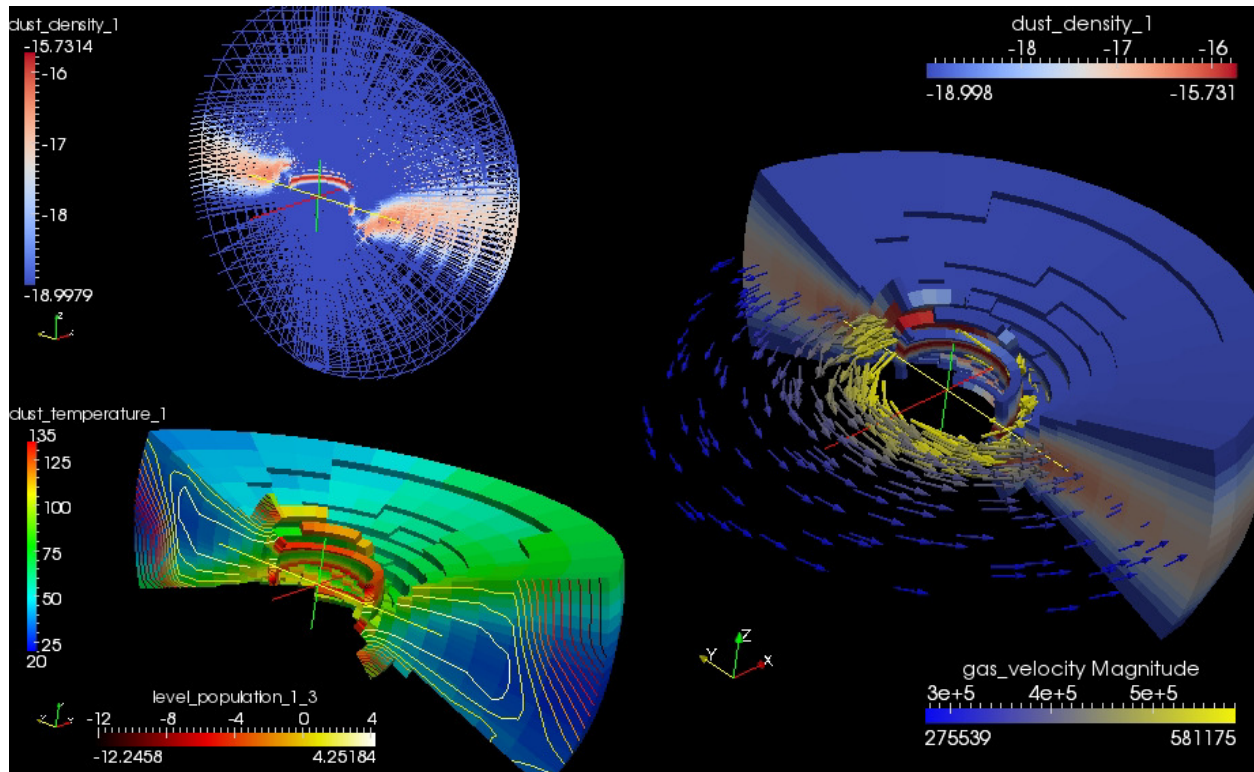 dust_density_1
-15.7314
-16
-17
-18
-18.9979
Z
dust_density_1
-18 -17 -16
-18.998 -15.731
dust_temperature_1
135
125
100
75
50
25
20
level_population_1_3
-12 -8 -4 0 4
-12.2458 4.25184
Z
Y X
gas_velocity Magnitude
3e+5 4e+5 5e+5
275539 581175